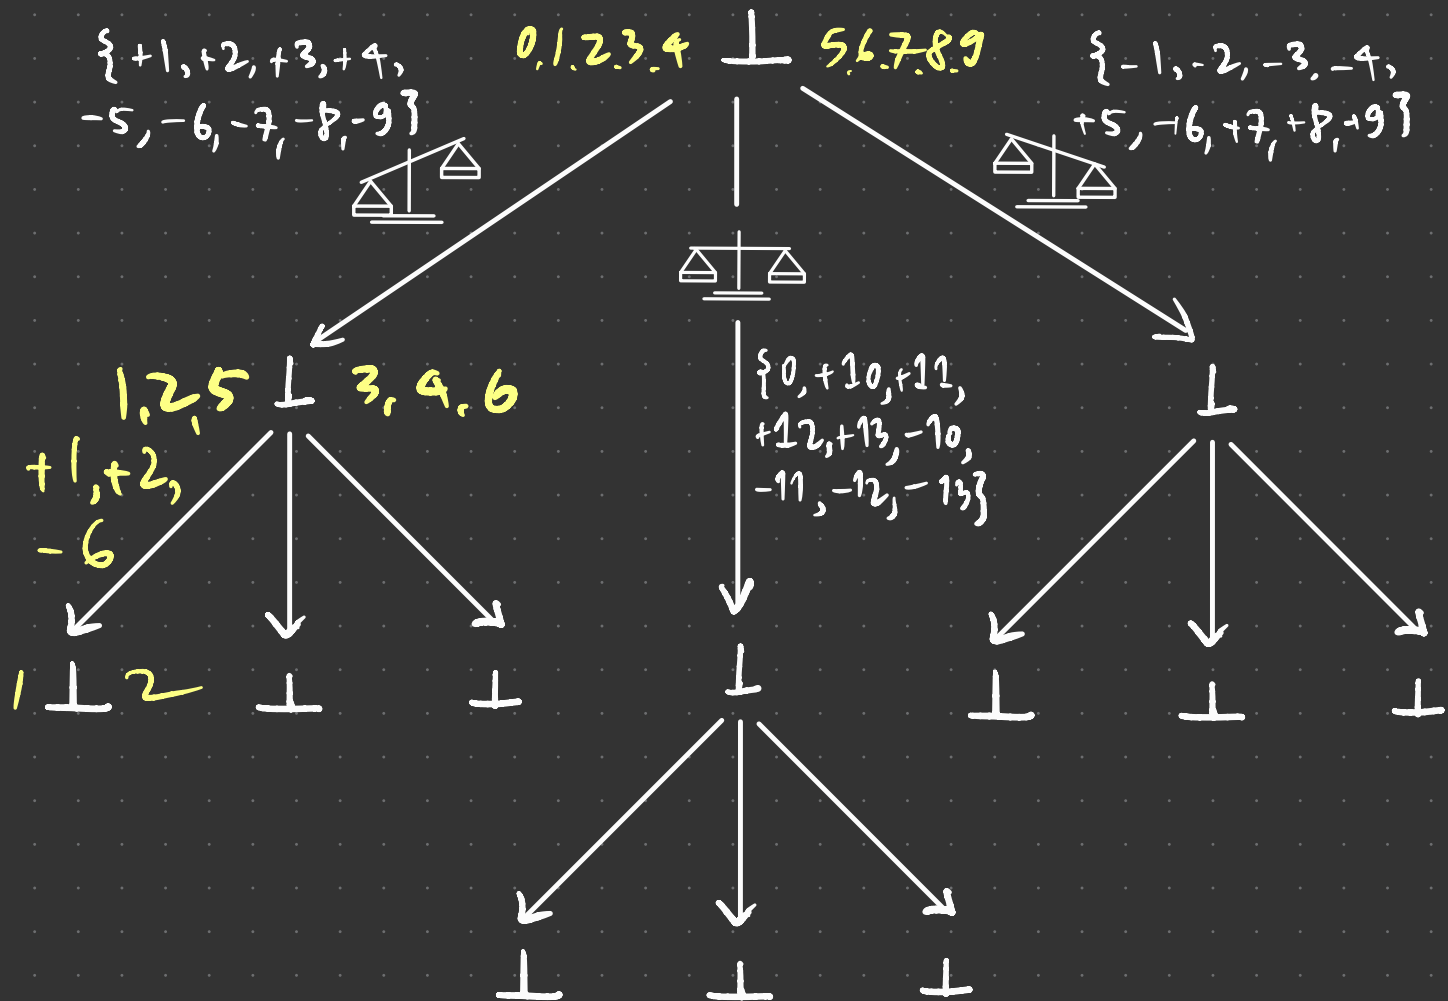 {+1, +2, +3, +4,
-5, -6, -7, -8, -9}
0.1.2.3.4
5.6.7.8.9
{-1, -2, -3, -4,
+5, +6, +7, +8, +9}
1, 2, 5
3, 4, 6
+1, +2,
-6
{0, +10, +11,
+12, +13, -10,
-11, -12, -13}
1
2